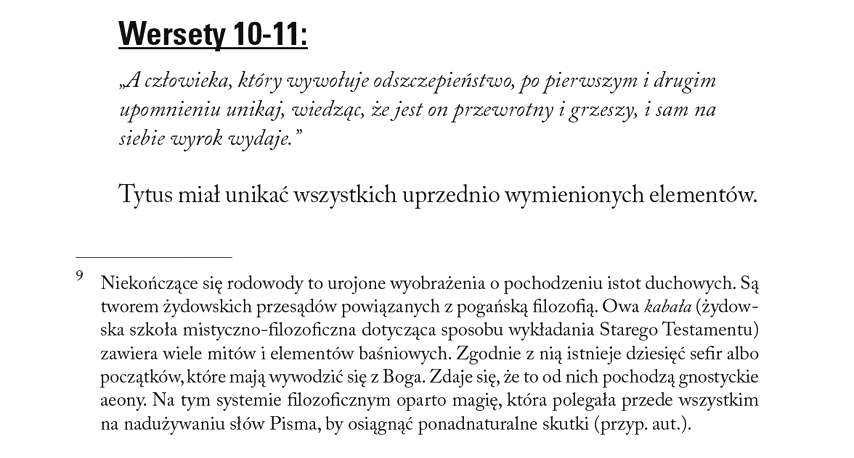 Wersety 10-11:
„A człowieka, który wywołuje odszczepieństwo, po pierwszym i drugim
upomnieniu unikaj, wiedząc, że jest on przewrotny i grzeszy, i sam na
siebie wyrok wydaje.”
Tytus miał unikać wszystkich uprzednio wymienionych elementów.
9 Niekończące się rodowody to urojone wyobrażenia o pochodzeniu istot duchowych. Są
tworem żydowskich przesądów powiązanych z pogańską filozofią. Owa kabała (żydow-
ska szkoła mistyczno-filozoficzna dotycząca sposobu wykładania Starego Testamentu)
zawiera wiele mitów i elementów baśniowych. Zgodnie z nią istnieje dziesięć sefir albo
początków, które mają wywodzić się z Boga. Zdaje się, że to od nich pochodzą gnostyckie
aeony. Na tym systemie filozoficznym oparto magię, która polegała przede wszystkim
na nadużywaniu słów Pisma, by osiągnąć ponadnaturalne skutki (przyp. aut.).